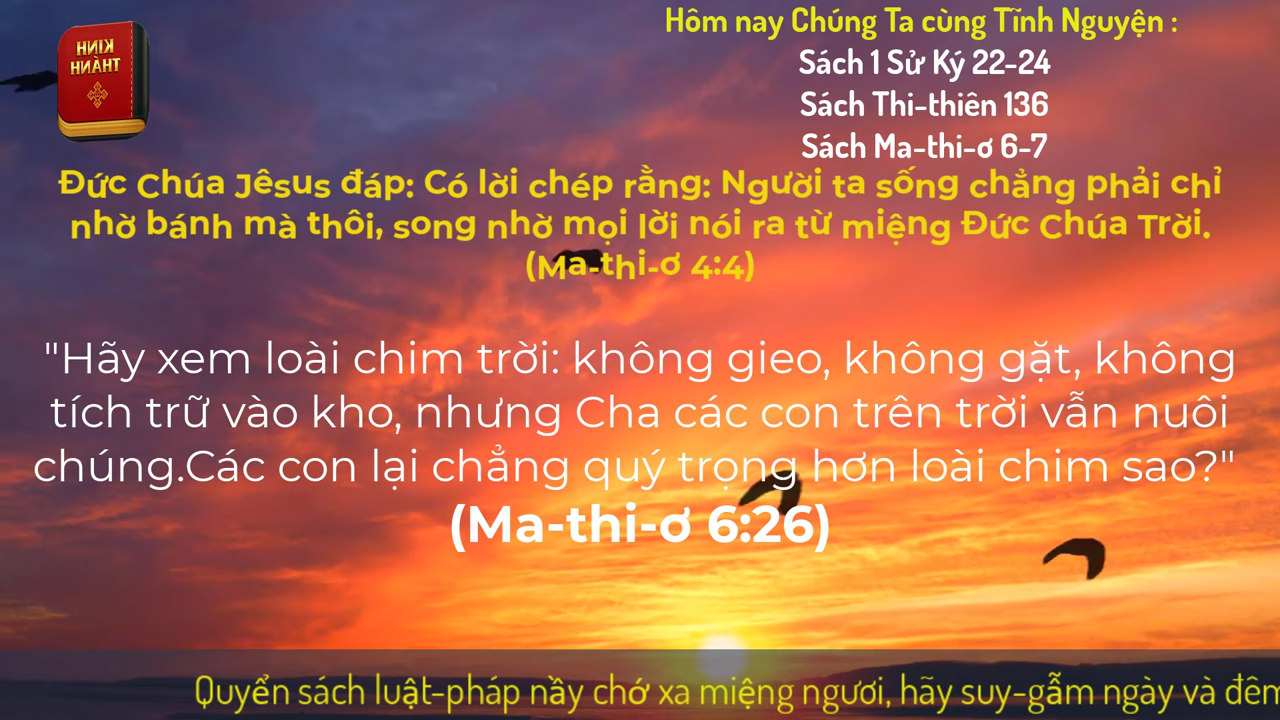 KINH
THÀNH
Hôm nay Chúng Ta cùng Tĩnh Nguyện :
Sách 1 Sử Ký 22-24
Sách Thi-thiên 136
Sách Ma-thi-ơ 6-7
Đức Chúa Jêsus đáp: Có lời chép rằng: Người ta sống chẳng phải chỉ
nhờ bánh mà thôi, song nhờ mọi lời nói ra từ miệng Đức Chúa Trời.
(Ma-thi-ơ 4:4)
"Hãy xem loài chim trời: không gieo, không gặt, không
tích trữ vào kho, nhưng Cha các con trên trời vẫn nuôi
chúng.Các con lại chẳng quý trọng hơn loài chim sao?"
(Ma-thi-ơ 6:26)
Quyển sách luật-pháp nầy chớ xa miệng ngươi, hãy suy-gẫm ngày và đêm